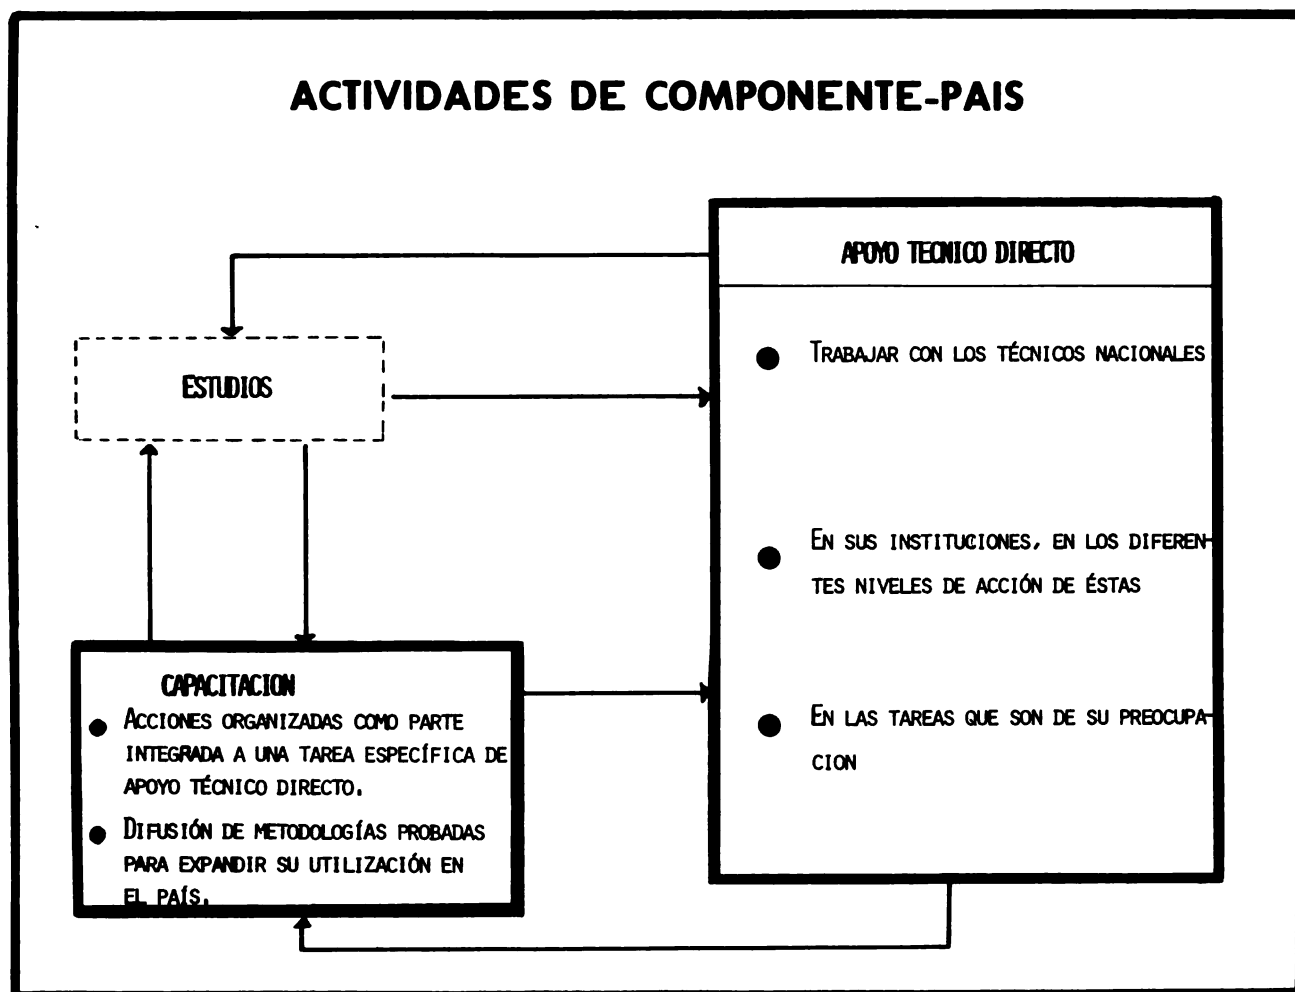 ACTIVIDADES DE COMPONENTE-PAIS
APOYO TECNICO DIRECTO
TRABAJAR CON LOS TÉCNICOS NACIONALES
EN SUS INSTITUCIONES, EN LOS DIFEREN-
TES NIVELES DE ACCIÓN DE ÉSTAS
EN LAS TAREAS QUE SON DE SU PREOCUPA-
CION
ESTUDIOS
CAPACITACION
ACCIONES ORGANIZADAS COMO PARTE
INTEGRADA A UNA TAREA ESPECÍFICA DE
APOYO TÉCNICO DIRECTO.
DIFUSIÓN DE METODOLOGÍAS PROBADAS
PARA EXPANDIR SU UTILIZACIÓN EN
EL PAÍS.